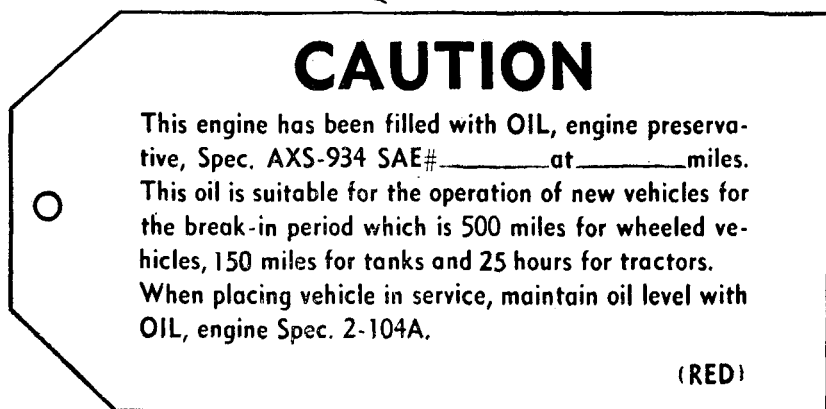 CAUTION
This engine has been filled with OIL, engine preserva-
tive, Spec. AXS-934 SAE#________at________miles.
This oil is suitable for the operation of new vehicles for
the break-in period which is 500 miles for wheeled ve-
hicles, 150 miles for tanks and 25 hours for tractors.
When placing vehicle in service, maintain oil level with
OIL, engine Spec. 2-104A.
(RED)